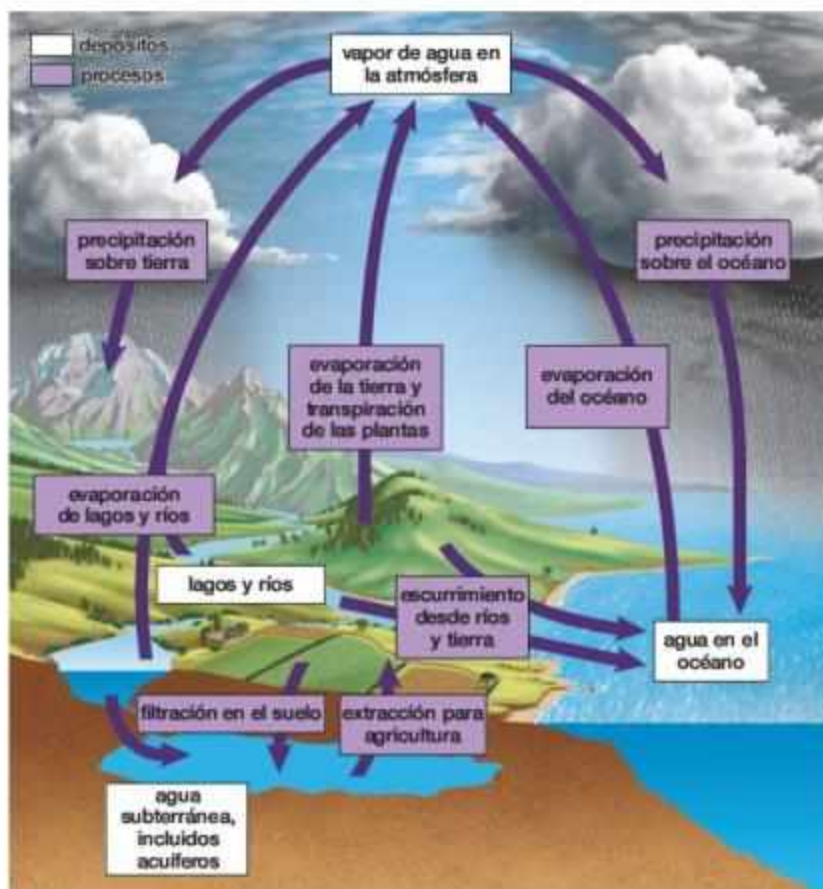 depósitos
procesos
vapor de agua en
la atmósfera
precipitación
sobre tierra
precipitación
sobre el océano
evaporación
de la tierra y
transpiración
de las plantas
evaporación
del océano
evaporación
de lagos y ríos
lagos y ríos
escurrimiento
desde ríos
y tierra
agua en el
océano
filtración en el suelo
extracción para
agricultura
agua
subterránea,
incluidos
acuíferos